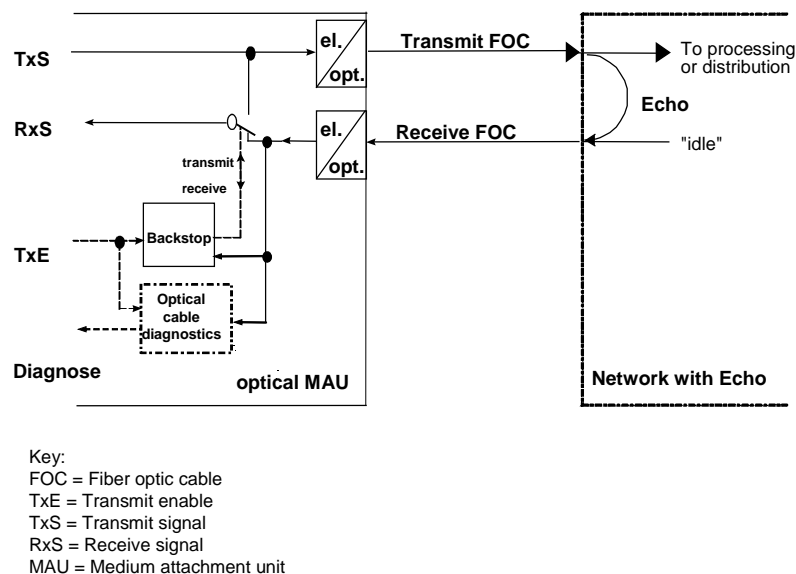 TxS
el.
opt.
Transmit FOC
To processing
or distribution
Echo
RxS
el.
opt.
Receive FOC
"idle"
transmit
receive
TxE
Backstop
Optical
cable
diagnostics
Diagnose
optical MAU
Network with Echo
Key:
FOC = Fiber optic cable
TxE = Transmit enable
TxS = Transmit signal
RxS = Receive signal
MAU = Medium attachment unit